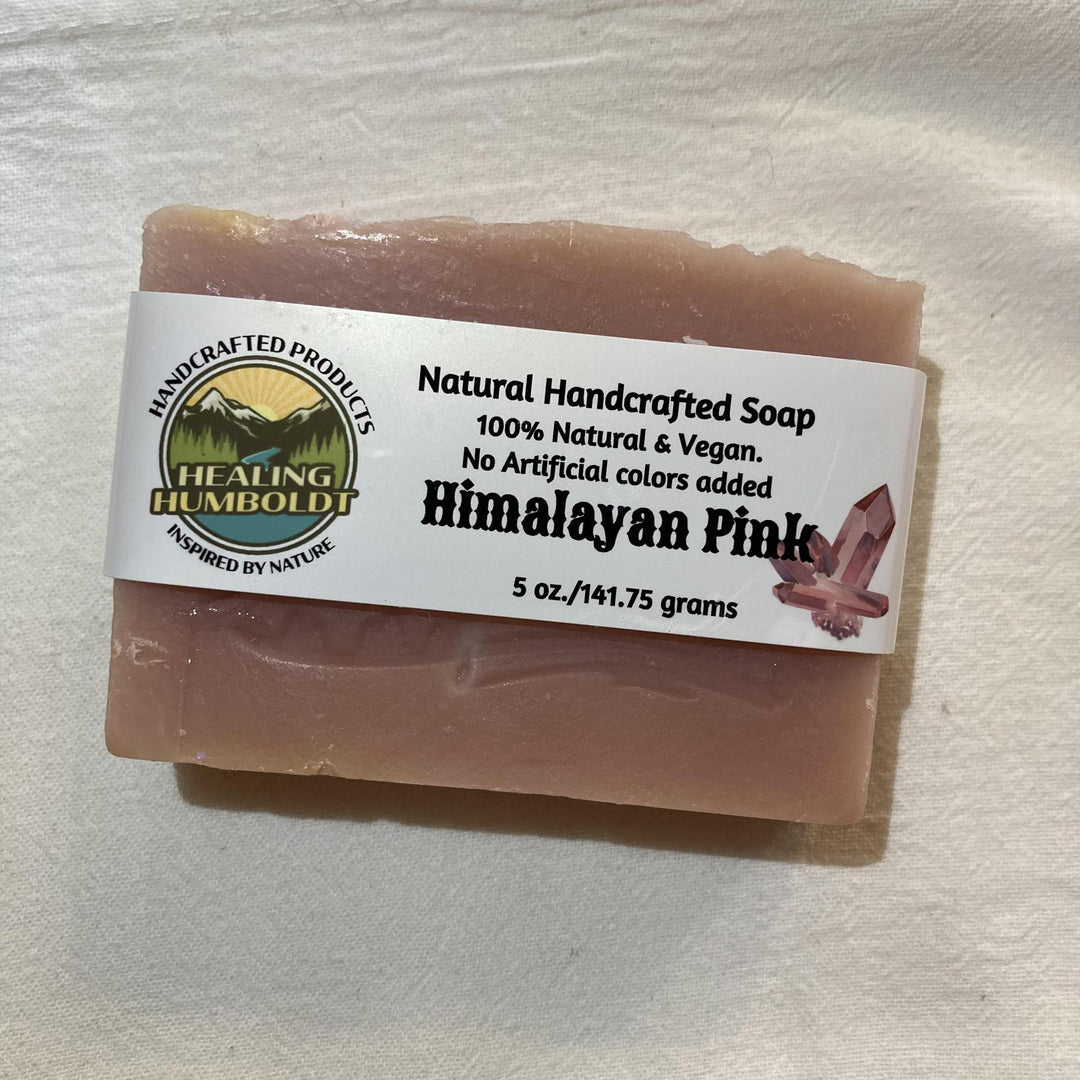 HANDCRAFTED PRODUCTS
HEALING
HUMBOLDT
INSPIRED BY NATURE
Natural Handcrafted Soap
100% Natural & Vegan.
No Artificial colors added
Himalayan Pink
5 oz./141.75 grams